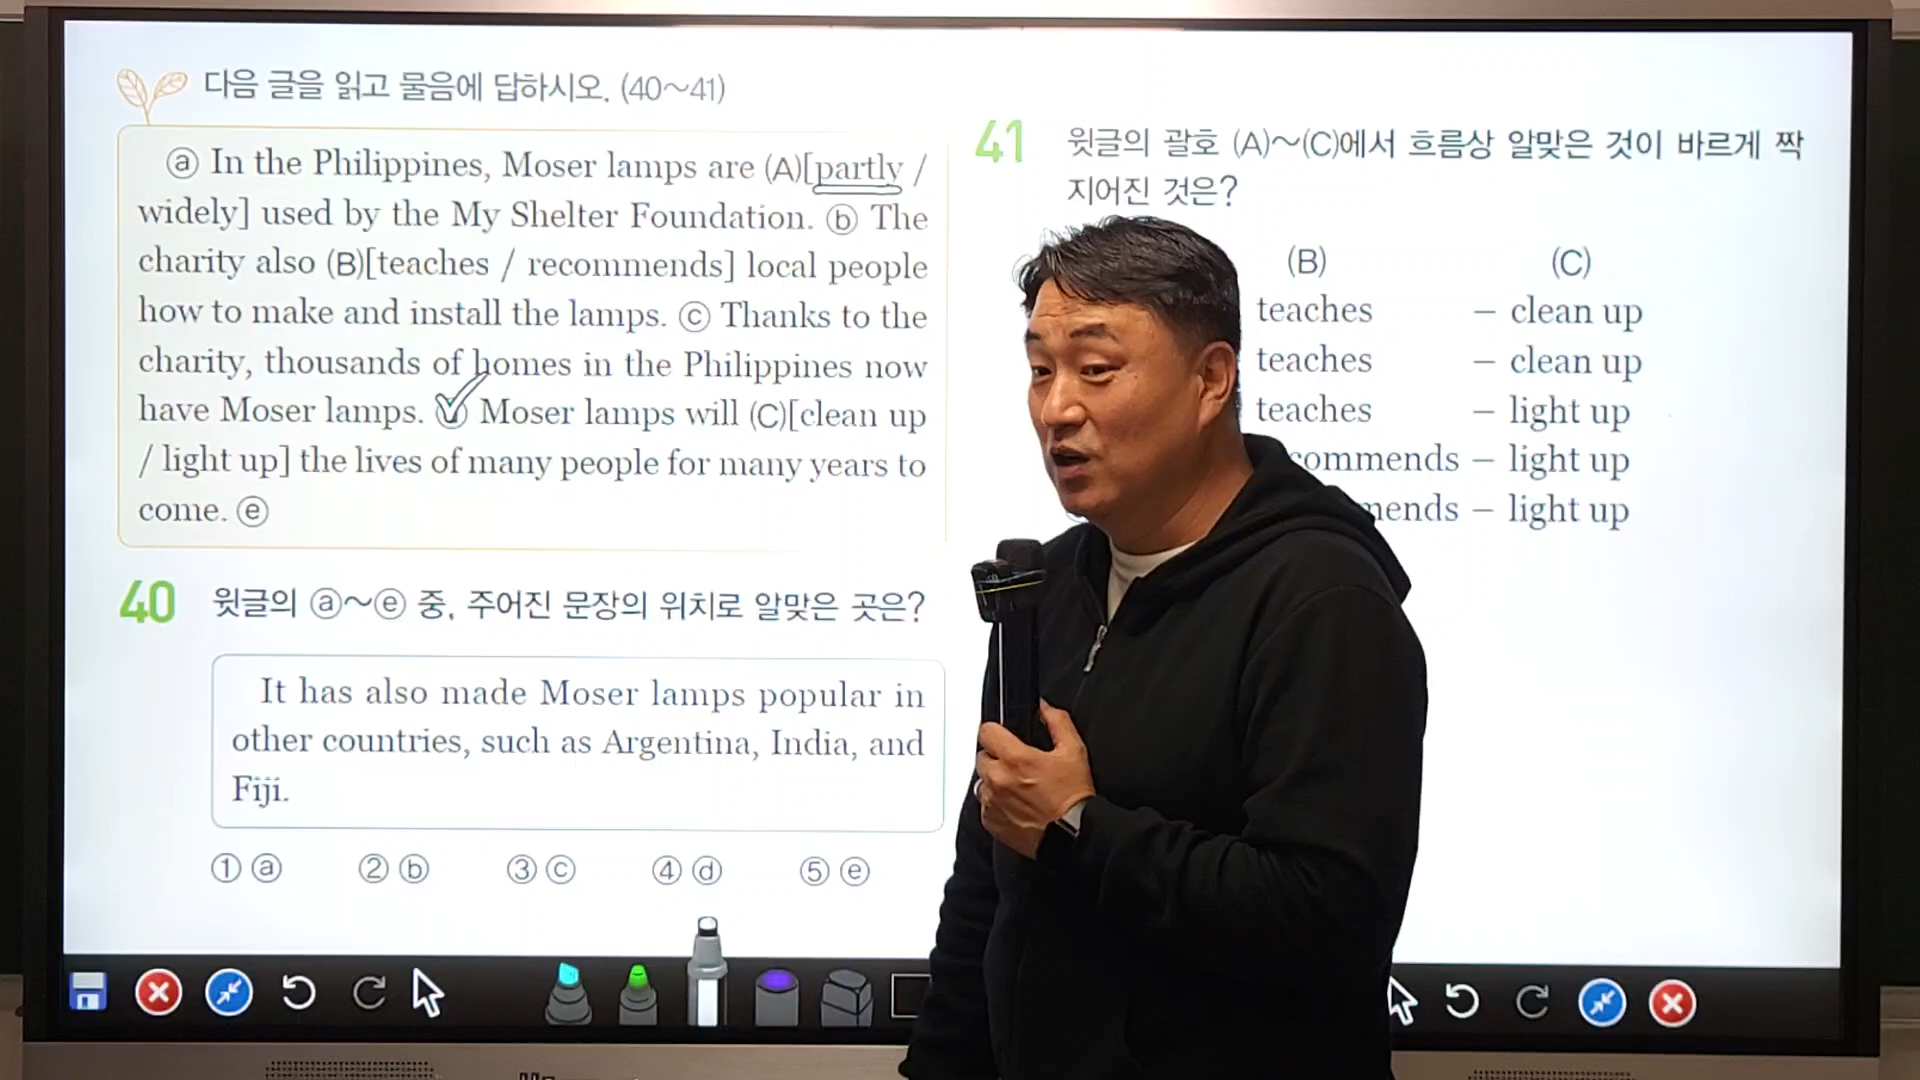 다음 글을 읽고 물음에 답하시오. (40~41)
ⓐ In the Philippines, Moser lamps are (A)[partly /
widely] used by the My Shelter Foundation. ⓑ The
charity also (B)[teaches / recommends] local people
how to make and install the lamps. ⓒ Thanks to the
charity, thousands of homes in the Philippines now
have Moser lamps. Moser lamps will (C)[clean up
/ light up] the lives of many people for many years to
come. ⓔ
40 윗글의 ⓐ~ⓔ 중, 주어진 문장의 위치로 알맞은 곳은?
It has also made Moser lamps popular in
other countries, such as Argentina, India, and
Fiji.
① ⓐ ② ⓑ ③ ⓒ ④ ⓓ ⑤ ⓔ
41 윗글의 괄호 (A)~(C)에서 흐름상 알맞은 것이 바르게 짝
지어진 것은?
(B) (C)
teaches – clean up
teaches – clean up
teaches – light up
commends – light up
mends – light up